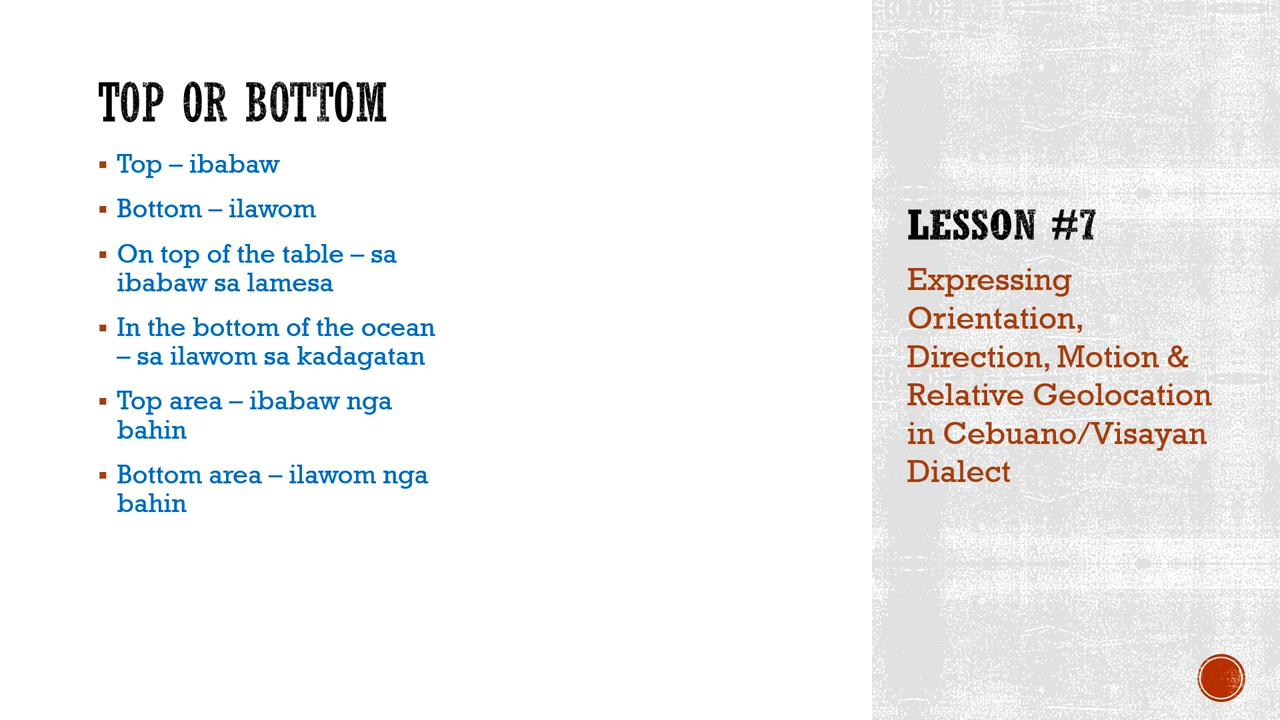 TOP OR BOTTOM
▪ Top – ibabaw
▪ Bottom – ilawom
▪ On top of the table – sa
ibabaw sa lamesa
▪ In the bottom of the ocean
– sa ilawom sa kadagatan
▪ Top area – ibabaw nga
bahin
▪ Bottom area – ilawom nga
bahin
LESSON #7
Expressing
Orientation,
Direction, Motion &
Relative Geolocation
in Cebuano/Visayan
Dialect